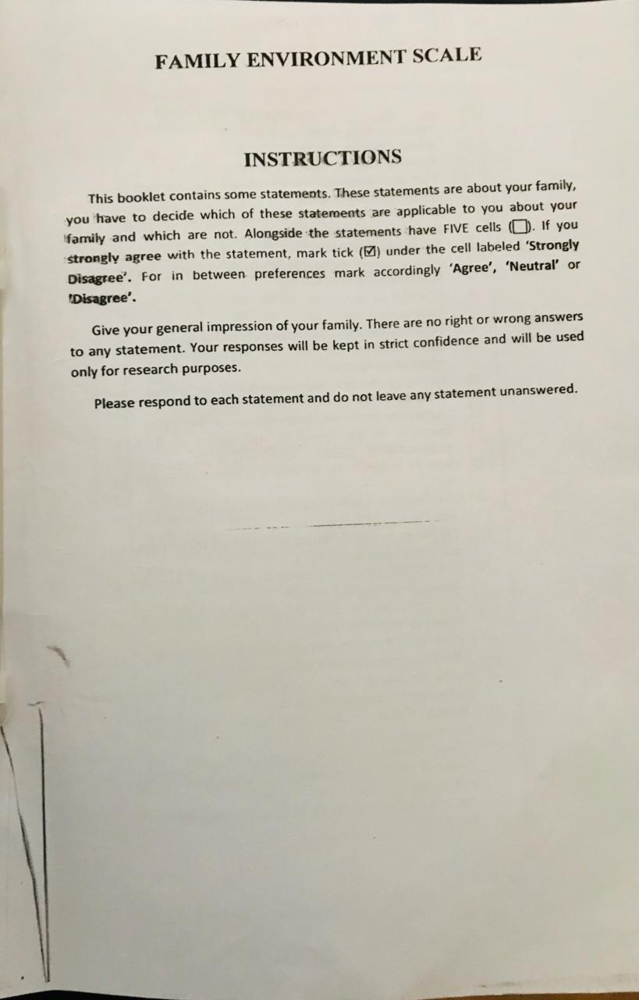 FAMILY ENVIRONMENT SCALE
INSTRUCTIONS
This booklet contains some statements. These statements are about your family,
you have to decide which of these statements are applicable to you about your
family and which are not. Alongside the statements have FIVE cells (☐). If you
strongly agree with the statement, mark tick (☑) under the cell labeled ‘Strongly
Disagree’. For in between preferences mark accordingly ‘Agree’, ‘Neutral’ or
‘Disagree’.
Give your general impression of your family. There are no right or wrong answers
to any statement. Your responses will be kept in strict confidence and will be used
only for research purposes.
Please respond to each statement and do not leave any statement unanswered.